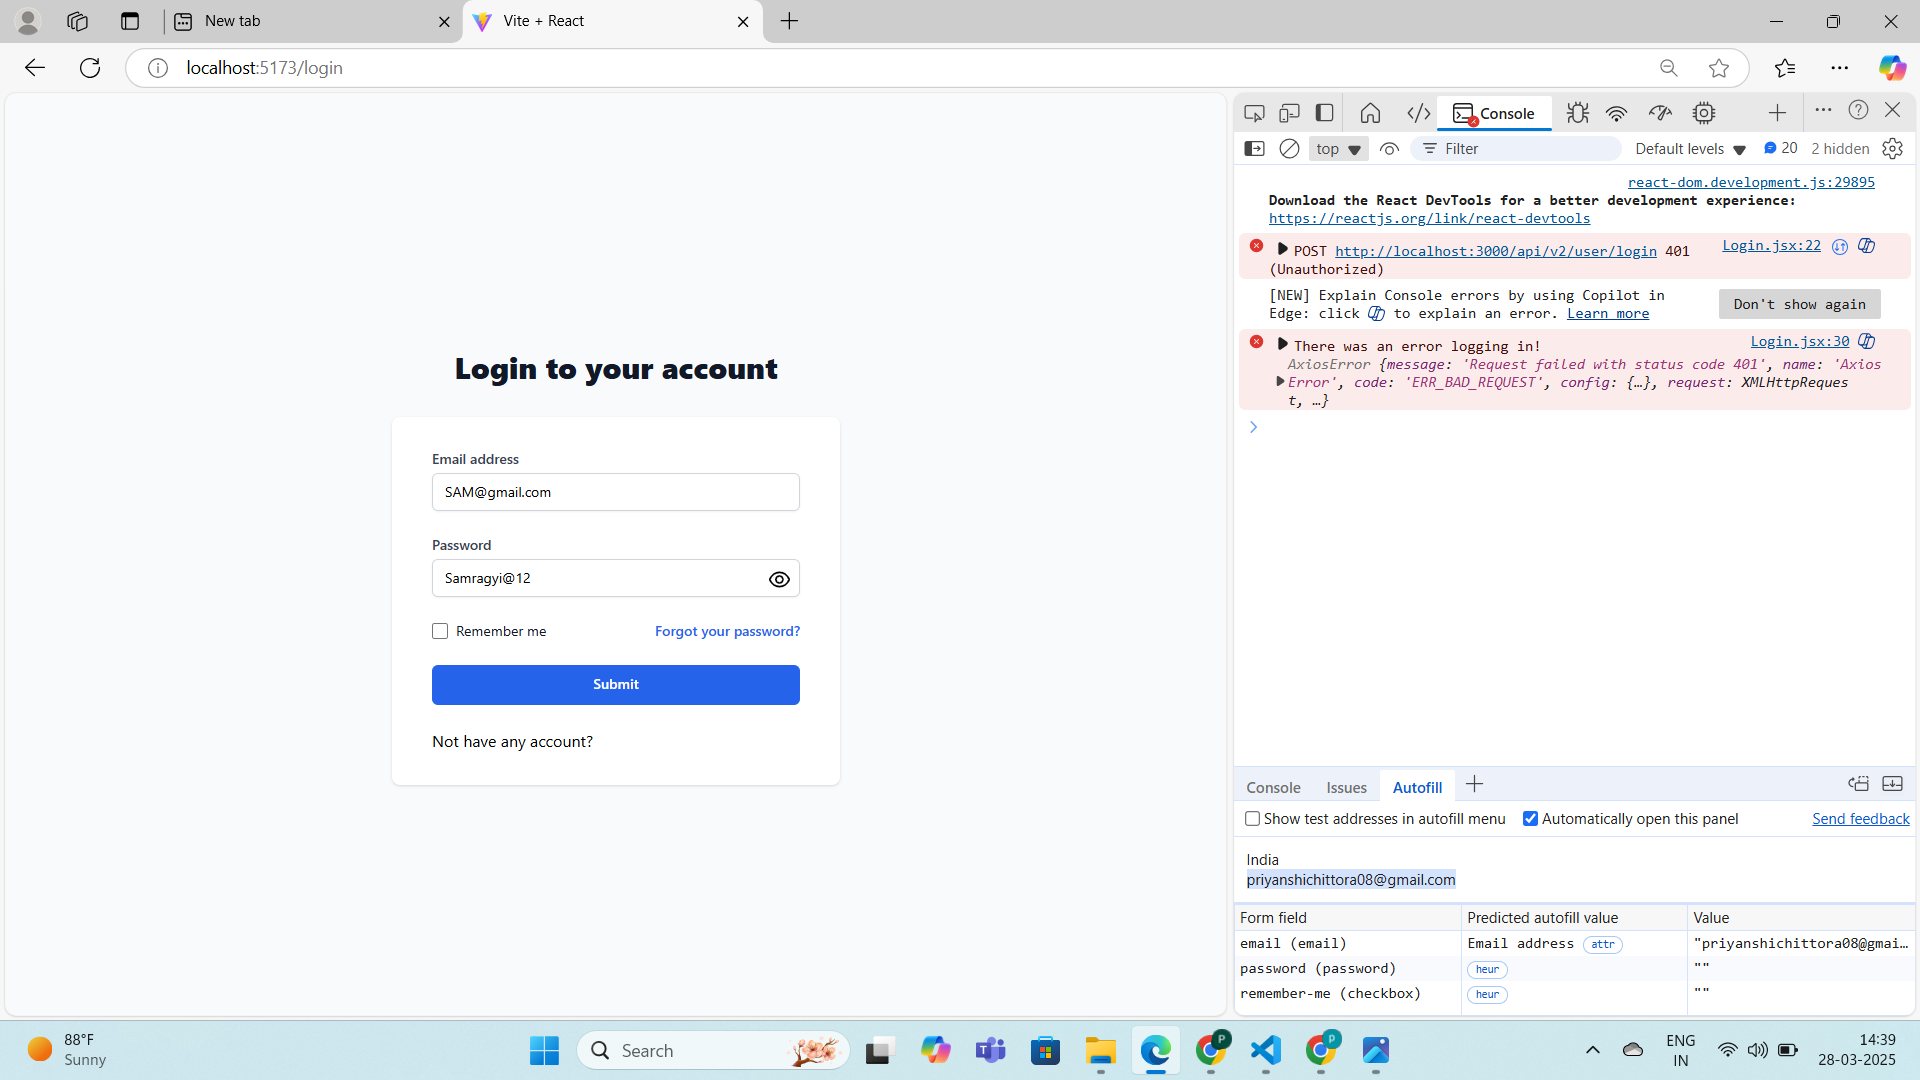 New tab
Vite + React
localhost:5173/login
Console
top
Filter
Default levels
20
2 hidden
react-dom.development.js:29895
Download the React DevTools for a better development experience:
https://reactjs.org/link/react-devtools
POST http://localhost:3000/api/v2/user/login 401
Login.jsx:22
(Unauthorized)
[NEW] Explain Console errors by using Copilot in
Edge: click to explain an error. Learn more
Don't show again
There was an error logging in!
Login.jsx:30
AxiosError {message: 'Request failed with status code 401', name: 'Axios
Error', code: 'ERR_BAD_REQUEST', config: {…}, request: XMLHttpReques
t, …}
Login to your account
Email address
SAM@gmail.com
Password
Samragyi@12
Remember me
Forgot your password?
Submit
Not have any account?
Console
Issues
Autofill
Show test addresses in autofill menu
Automatically open this panel
Send feedback
India
priyanshichittora08@gmail.com
Form field
Predicted autofill value
Value
email (email)
Email address attr
"priyanshichittora08@gmai…
password (password)
heur
""
remember-me (checkbox)
heur
""
88°F
Sunny
Search
P
P
ENG
IN
14:39
28-03-2025